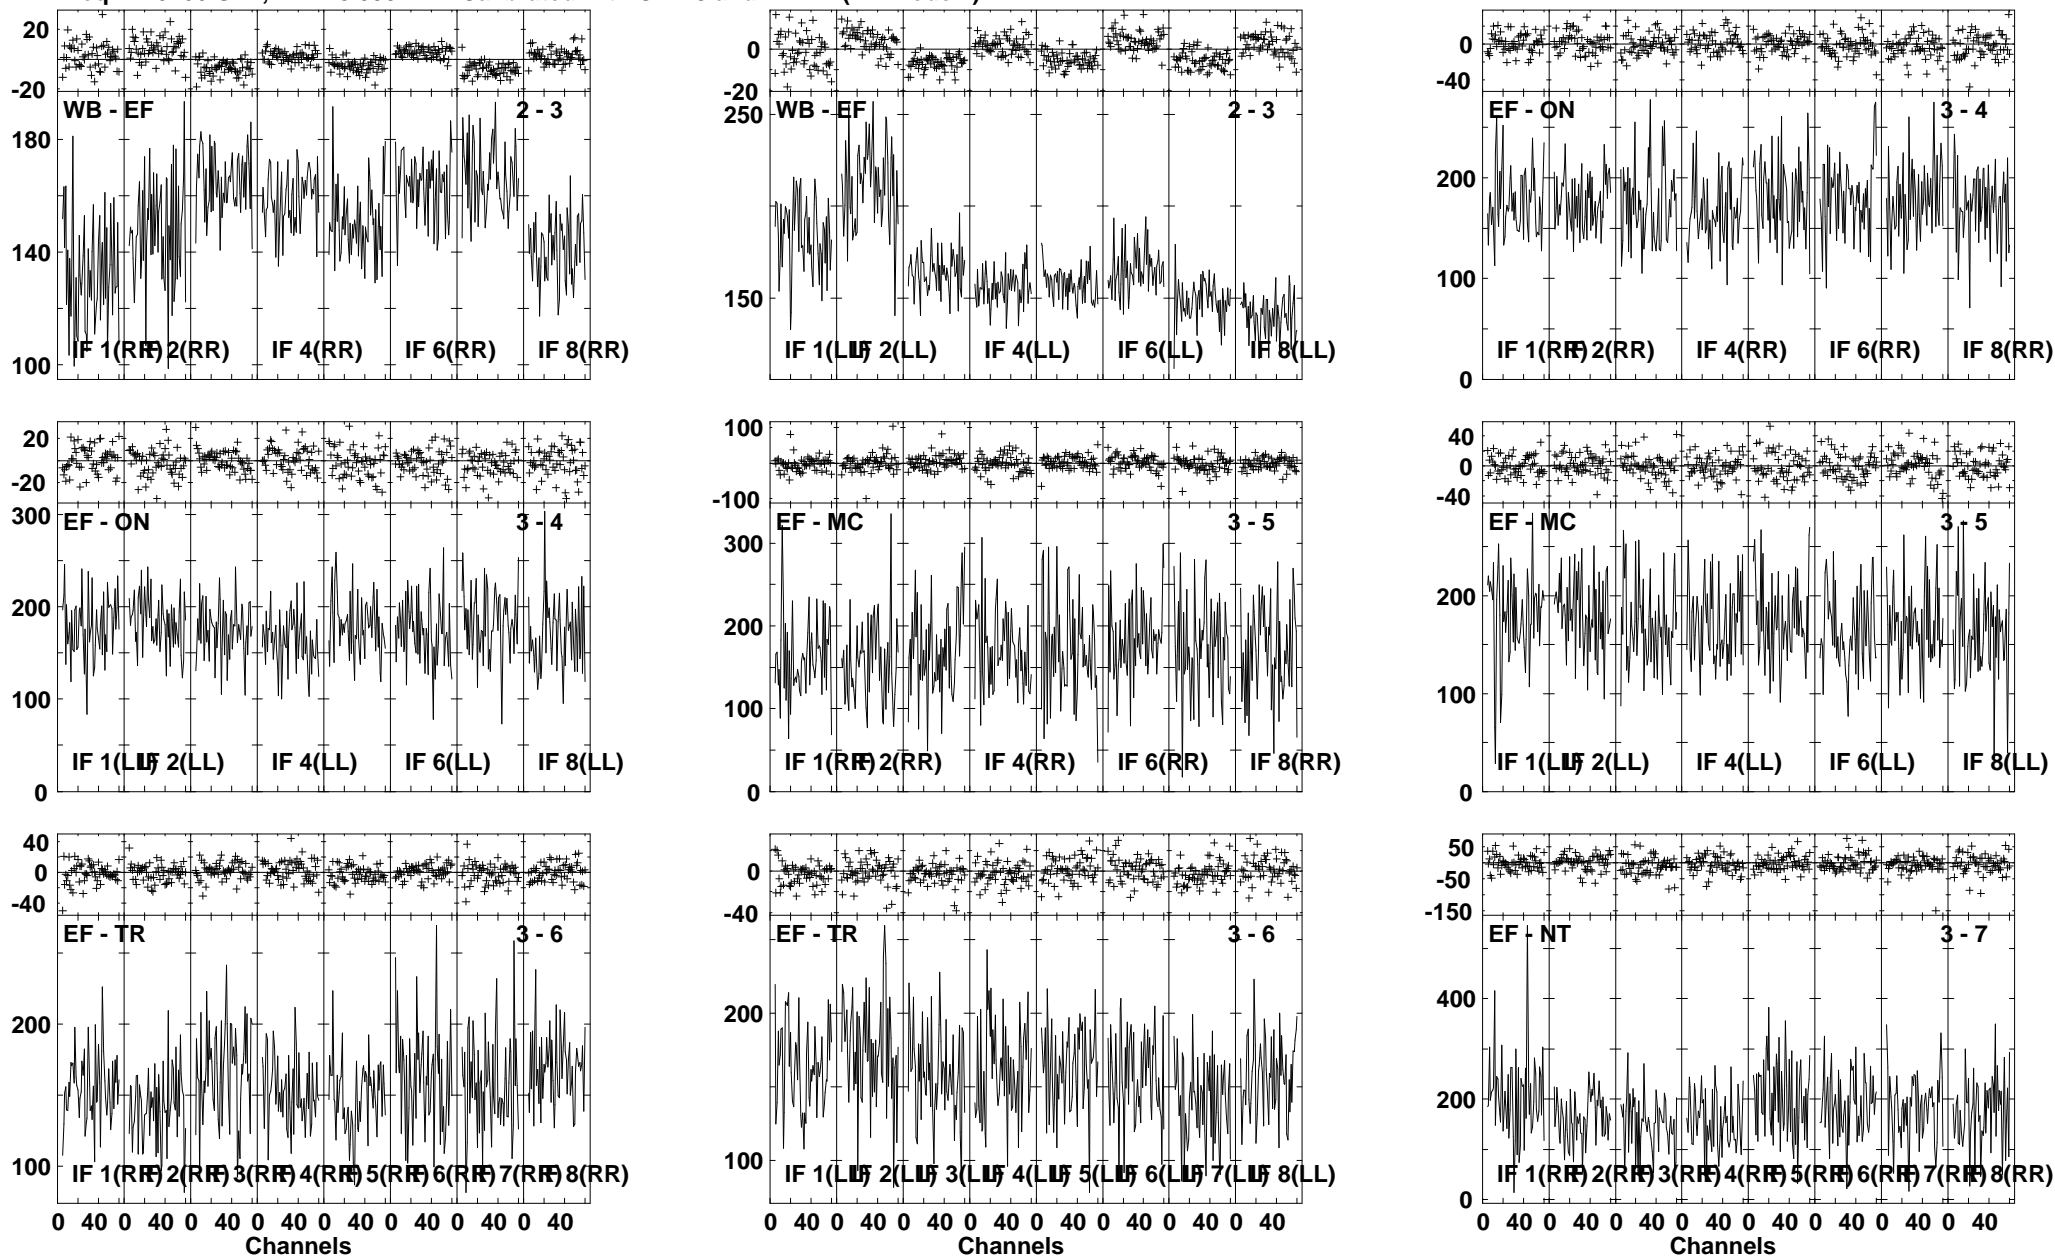 20 20 0
0
-20 -20 -40
WB - EF 2 - 3 WB - EF 2 - 3 EF - ON 3 - 4
180 250 200
140 150 100
100 0
IF 1(RR) IF 2(RR) IF 4(RR) IF 6(RR) IF 8(RR) IF 1(LL) IF 2(LL) IF 4(LL) IF 6(LL) IF 8(LL) IF 1(RR) IF 2(RR) IF 4(RR) IF 6(RR) IF 8(RR)
20 100 40
0
-20 -100 -40
EF - ON 3 - 4 EF - MC 3 - 5 EF - MC 3 - 5
300 300
200 200 200
100 100 100
IF 1(LL) IF 2(LL) IF 4(LL) IF 6(LL) IF 8(LL) IF 1(RR) IF 2(RR) IF 4(RR) IF 6(RR) IF 8(RR) IF 1(LL) IF 2(LL) IF 4(LL) IF 6(LL) IF 8(LL)
0 0 0
40 50
0 0 -50
-40 -40 -150
EF - TR 3 - 6 EF - TR 3 - 6 EF - NT 3 - 7
400
200 200 200
100 100
IF 1(RR) IF 2(RR) IF 3(RR) IF 4(RR) IF 5(RR) IF 6(RR) IF 7(RR) IF 8(RR) IF 1(LL) IF 2(LL) IF 3(LL) IF 4(LL) IF 5(LL) IF 6(LL) IF 7(LL) IF 8(LL) IF 1(RR) IF 2(RR) IF 3(RR) IF 4(RR) IF 5(RR) IF 6(RR) IF 7(RR) IF 8(RR)
0
0 40 0 40 0 40 0 40 0 40 0 40 0 40 0 40 0 40 0 40 0 40 0 40 0 40 0 40 0 40 0 40 0 40 0 40 0 40 0 40 0 40 0 40 0 40 0 40
Channels Channels Channels